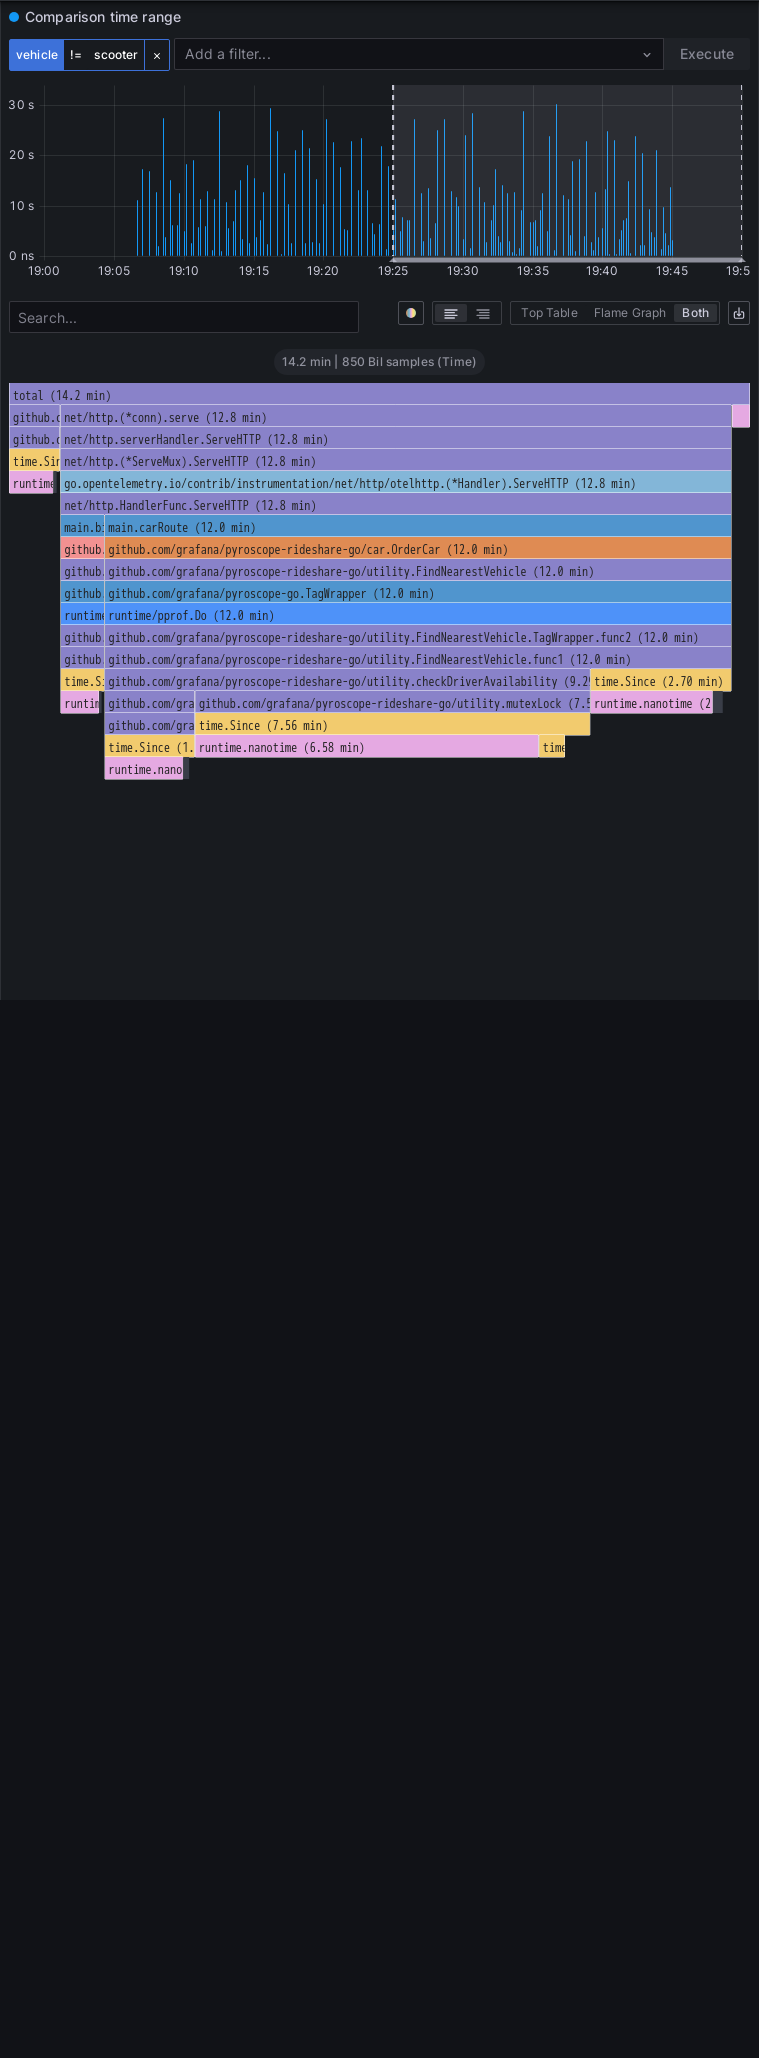 Comparison time range
vehicle != scooter × Add a filter... Execute
30 s
20 s
10 s
0 ns
19:00 19:05 19:10 19:15 19:20 19:25 19:30 19:35 19:40 19:45 19:5
Search... Top Table Flame Graph Both
14.2 min | 850 Bil samples (Time)
total (14.2 min)
github.c net/http.(*conn).serve (12.8 min)
github.c net/http.serverHandler.ServeHTTP (12.8 min)
time.Sin net/http.(*ServeMux).ServeHTTP (12.8 min)
runtime go.opentelemetry.io/contrib/instrumentation/net/http/otelhttp.(*Handler).ServeHTTP (12.8 min)
net/http.HandlerFunc.ServeHTTP (12.8 min)
main.bi main.carRoute (12.0 min)
github. github.com/grafana/pyroscope-rideshare-go/car.OrderCar (12.0 min)
github. github.com/grafana/pyroscope-rideshare-go/utility.FindNearestVehicle (12.0 min)
github. github.com/grafana/pyroscope-go.TagWrapper (12.0 min)
runtime runtime/pprof.Do (12.0 min)
github. github.com/grafana/pyroscope-rideshare-go/utility.FindNearestVehicle.TagWrapper.func2 (12.0 min)
github. github.com/grafana/pyroscope-rideshare-go/utility.FindNearestVehicle.func1 (12.0 min)
time.Si github.com/grafana/pyroscope-rideshare-go/utility.checkDriverAvailability (9.29 time.Since (2.70 min)
runtim github.com/gra github.com/grafana/pyroscope-rideshare-go/utility.mutexLock (7.5 runtime.nanotime (2
github.com/gra time.Since (7.56 min)
time.Since (1. runtime.nanotime (6.58 min) time
runtime.nano